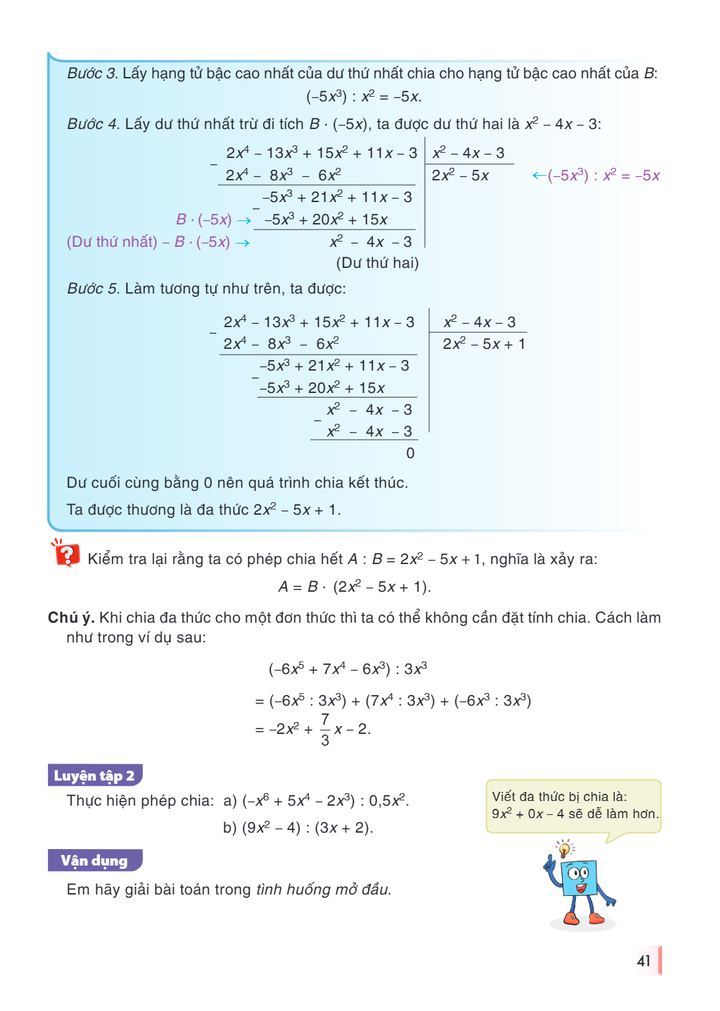 Bước 3. Lấy hạng tử bậc cao nhất của dư thứ nhất chia cho hạng tử bậc cao nhất của B:
(–5x³) : x² = –5x.
Bước 4. Lấy dư thứ nhất trừ đi tích B · (–5x), ta được dư thứ hai là x² – 4x – 3:
2x⁴ – 13x³ + 15x² + 11x – 3 x² – 4x – 3
–
2x⁴ – 8x³ – 6x² 2x² – 5x ←(–5x³) : x² = –5x
–5x³ + 21x² + 11x – 3
–
B · (–5x) → –5x³ + 20x² + 15x
(Dư thứ nhất) – B · (–5x) → x² – 4x – 3
(Dư thứ hai)
Bước 5. Làm tương tự như trên, ta được:
2x⁴ – 13x³ + 15x² + 11x – 3 x² – 4x – 3
–
2x⁴ – 8x³ – 6x² 2x² – 5x + 1
–5x³ + 21x² + 11x – 3
–
–5x³ + 20x² + 15x
x² – 4x – 3
–
x² – 4x – 3
0
Dư cuối cùng bằng 0 nên quá trình chia kết thúc.
Ta được thương là đa thức 2x² – 5x + 1.
? Kiểm tra lại rằng ta có phép chia hết A : B = 2x² – 5x + 1, nghĩa là xảy ra:
A = B · (2x² – 5x + 1).
Chú ý. Khi chia đa thức cho một đơn thức thì ta có thể không cần đặt tính chia. Cách làm
như trong ví dụ sau:
(–6x⁵ + 7x⁴ – 6x³) : 3x³
= (–6x⁵ : 3x³) + (7x⁴ : 3x³) + (–6x³ : 3x³)
= –2x² + 7/3 x – 2.
Luyện tập 2
Thực hiện phép chia: a) (–x⁶ + 5x⁴ – 2x³) : 0,5x².
b) (9x² – 4) : (3x + 2).
Viết đa thức bị chia là:
9x² + 0x – 4 sẽ dễ làm hơn.
Vận dụng
Em hãy giải bài toán trong tình huống mở đầu.
41